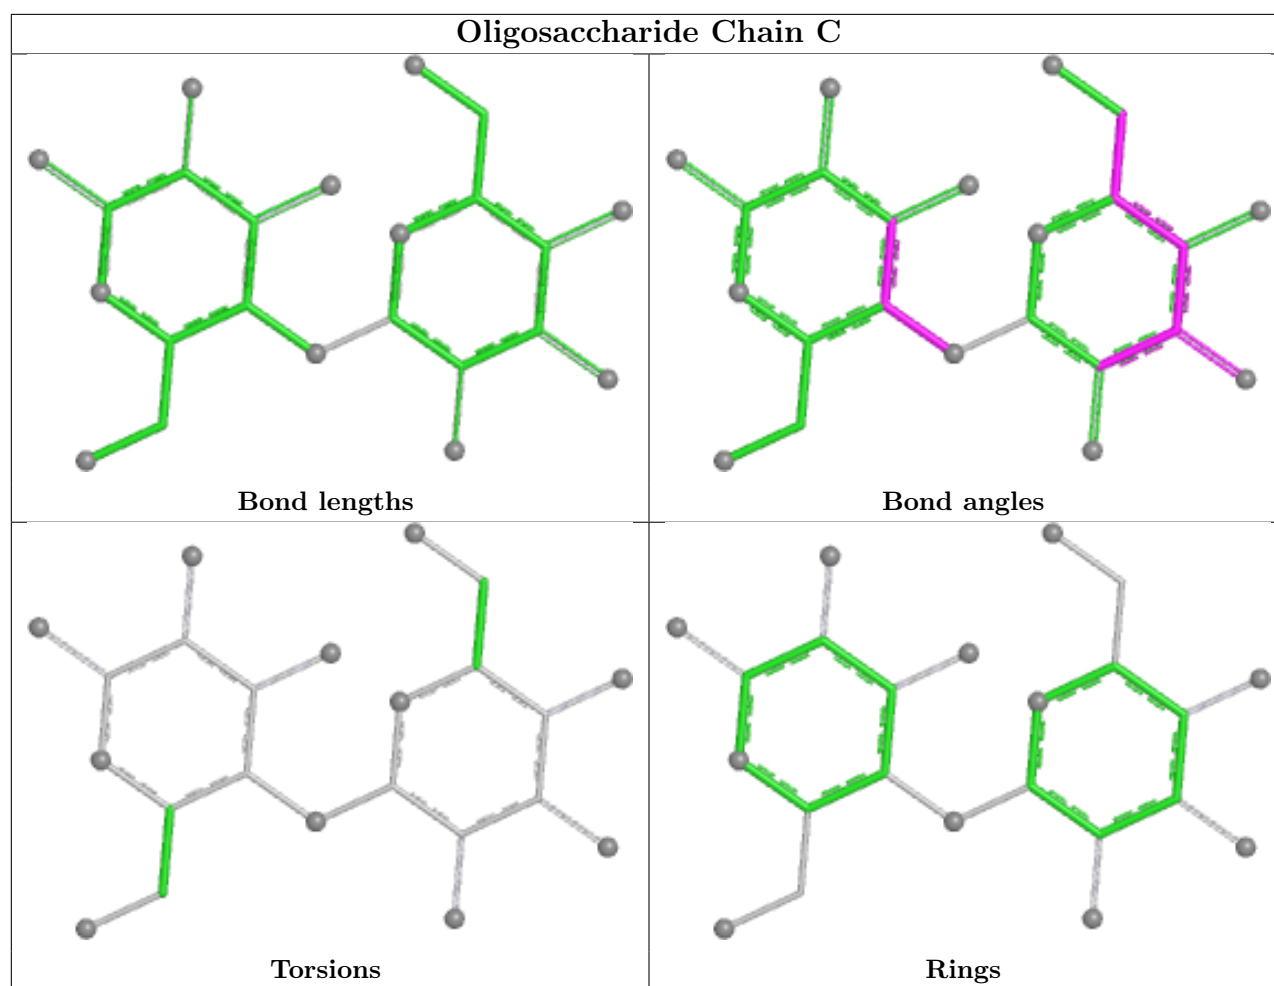 Oligosaccharide Chain C
Bond lengths
Bond angles
Torsions
Rings